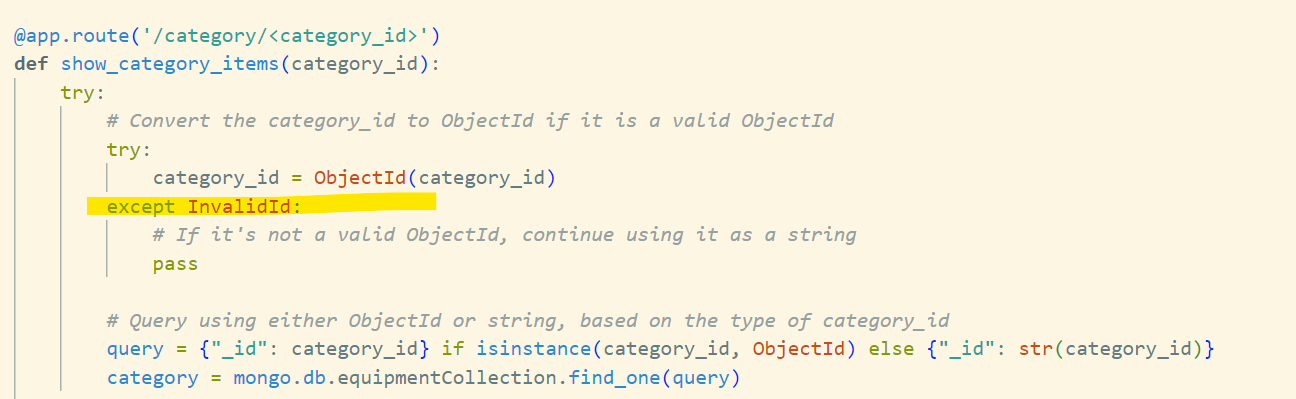 @app.route('/category/<category_id>')
def show_category_items(category_id):
    try:
        # Convert the category_id to ObjectId if it is a valid ObjectId
        try:
            category_id = ObjectId(category_id)
        except InvalidId:
            # If it's not a valid ObjectId, continue using it as a string
            pass

        # Query using either ObjectId or string, based on the type of category_id
        query = {"_id": category_id} if isinstance(category_id, ObjectId) else {"_id": str(category_id)}
        category = mongo.db.equipmentCollection.find_one(query)